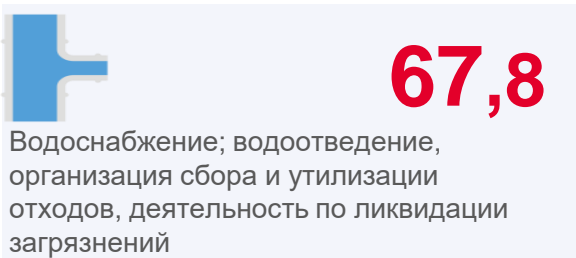 67,8
Водоснабжение; водоотведение,
организация сбора и утилизации
отходов, деятельность по ликвидации
загрязнений